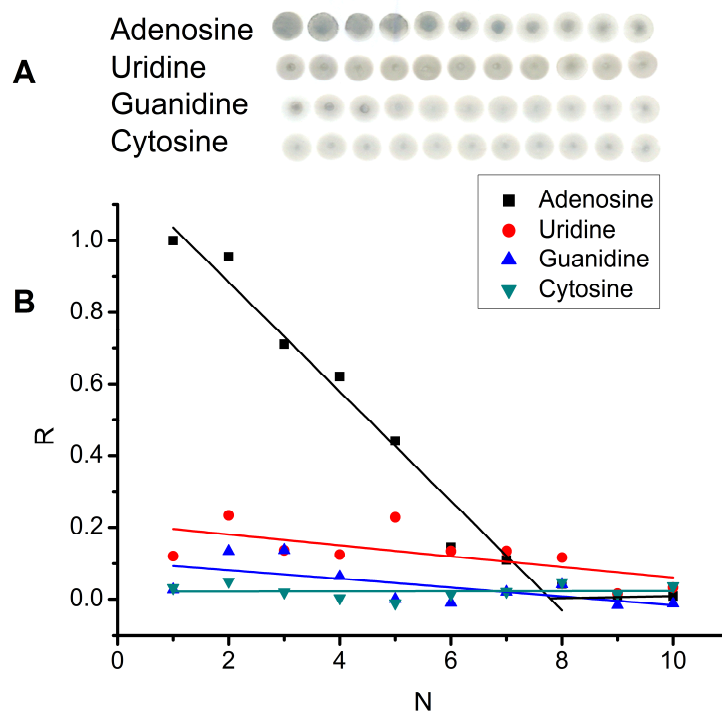 Adenosine
A
Uridine
Guanidine
Cytosine
B
Adenosine
Uridine
Guanidine
Cytosine
1.0
0.8
0.6
0.4
0.2
0.0
R
0 2 4 6 8 10
N